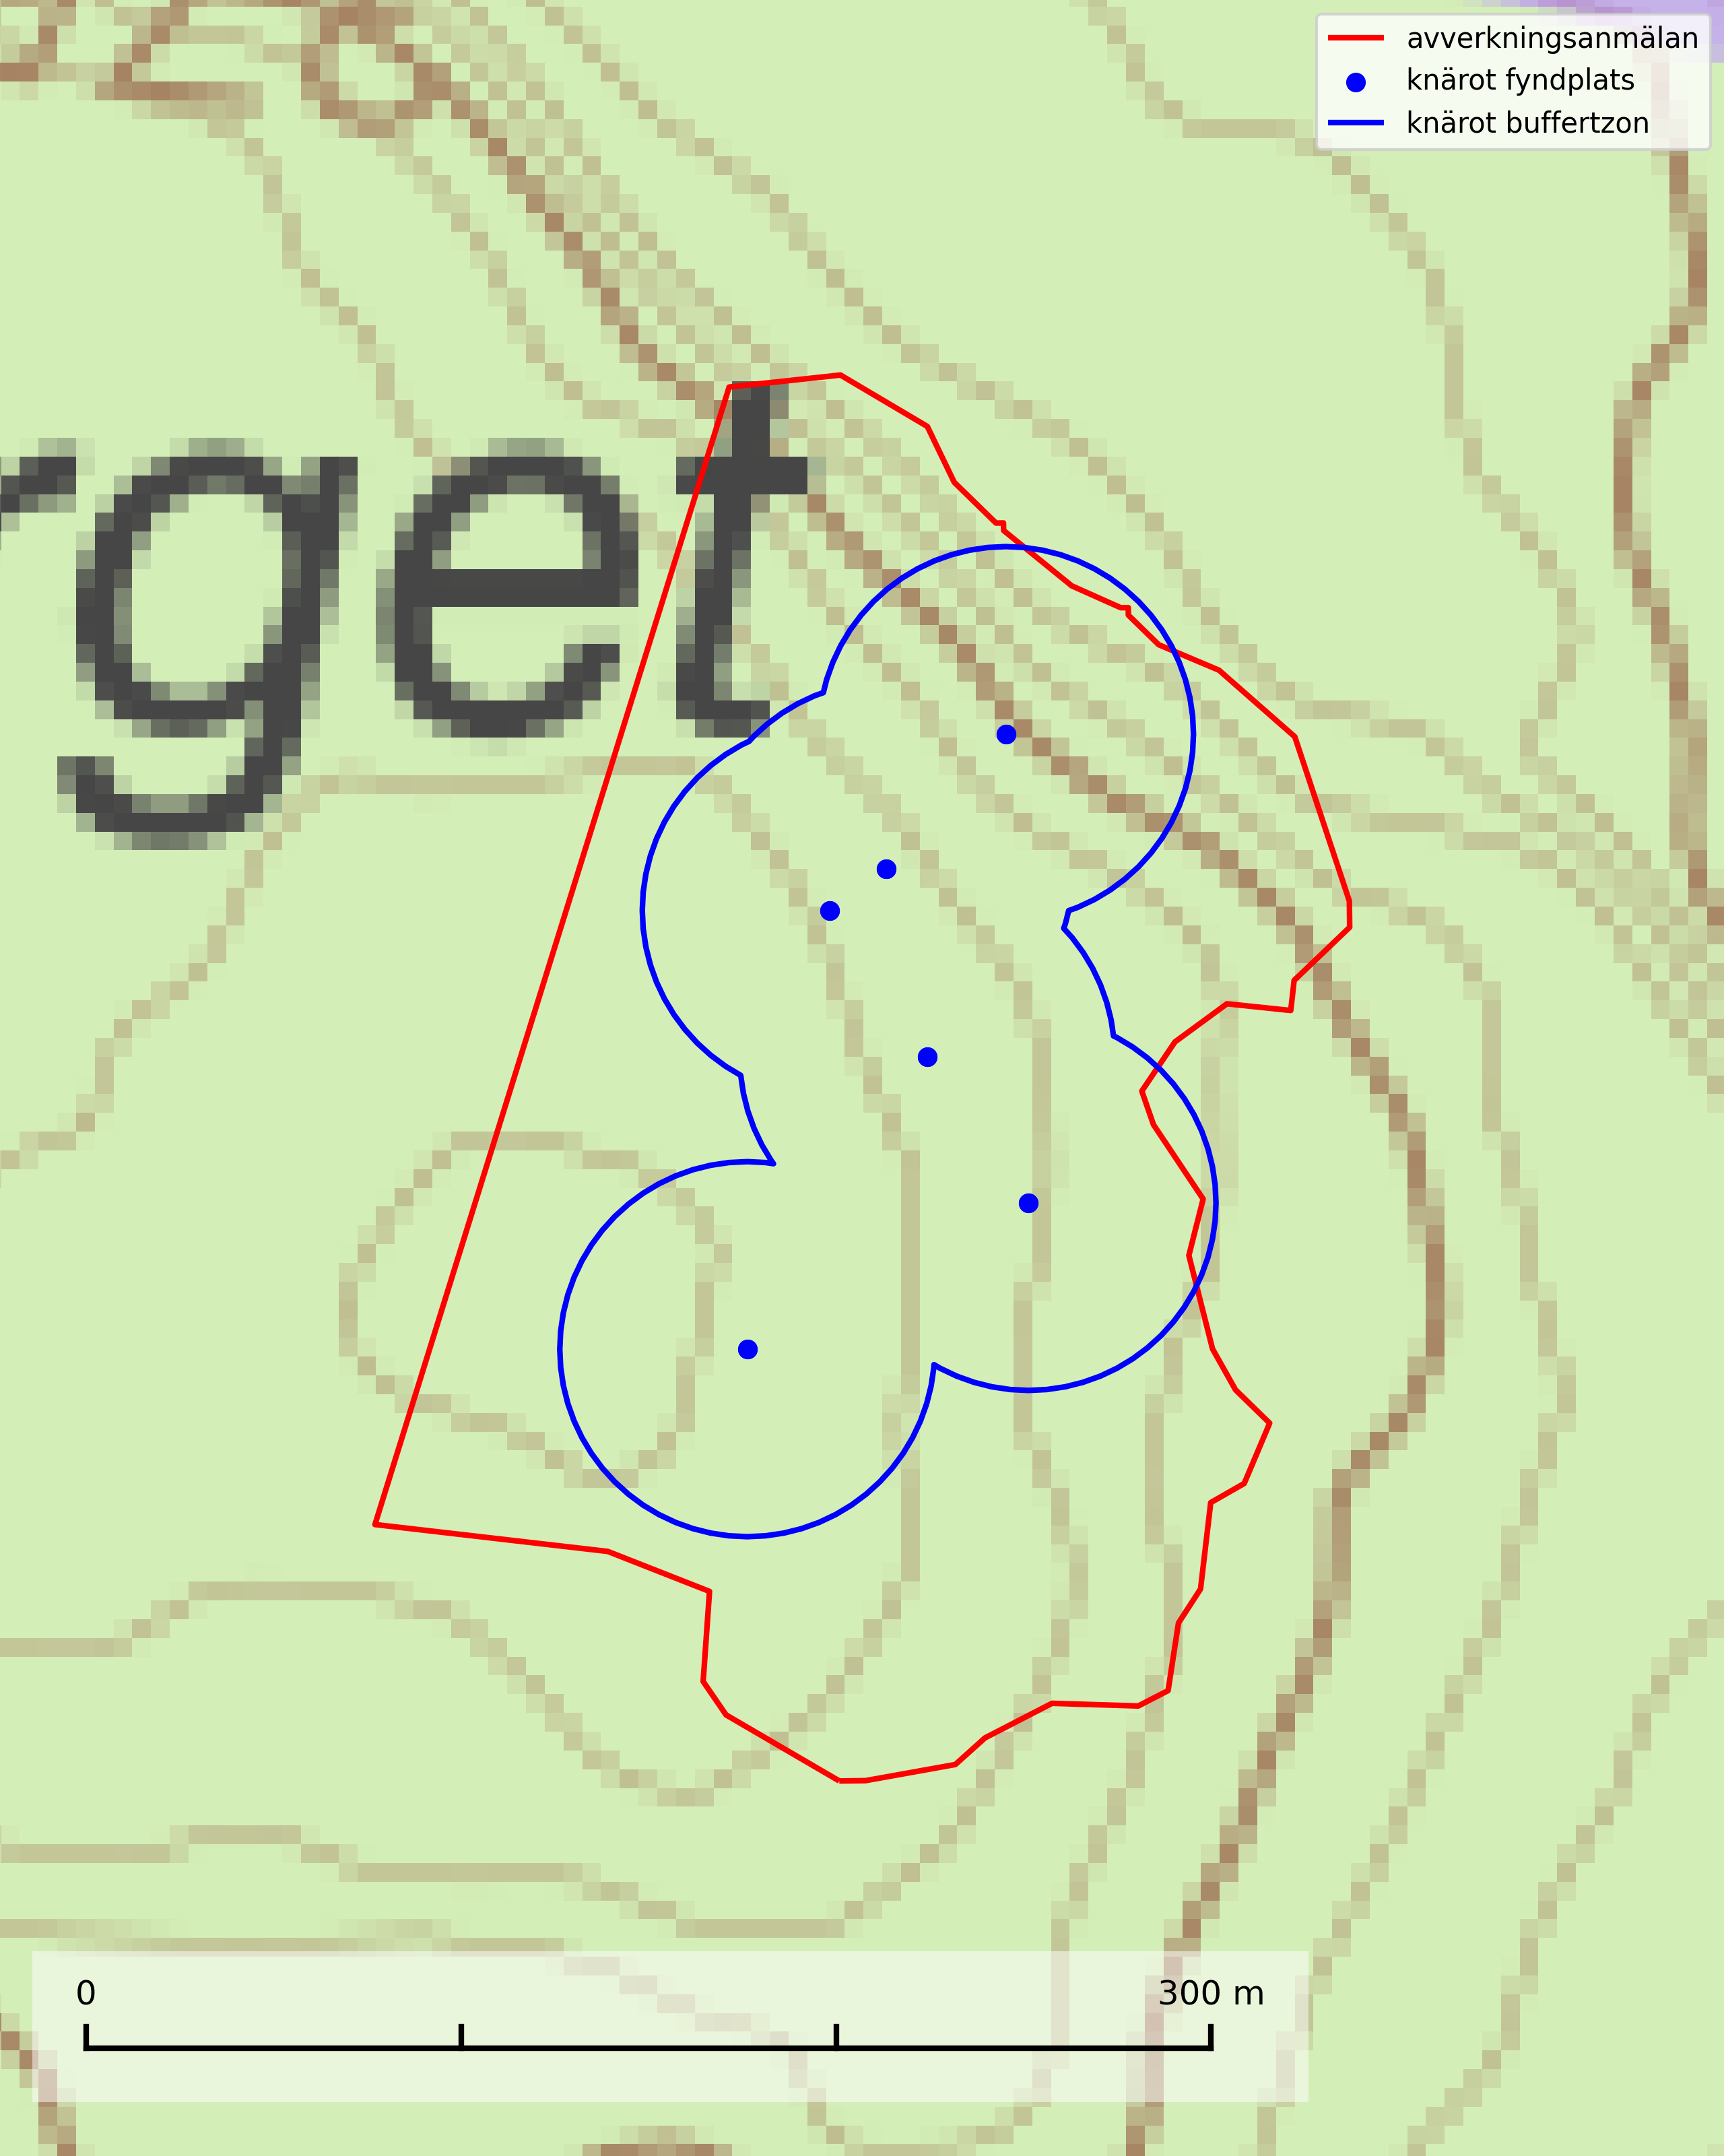 avverkningsanmälan
knärot fyndplats
knärot buffertzon
rget
0 300 m